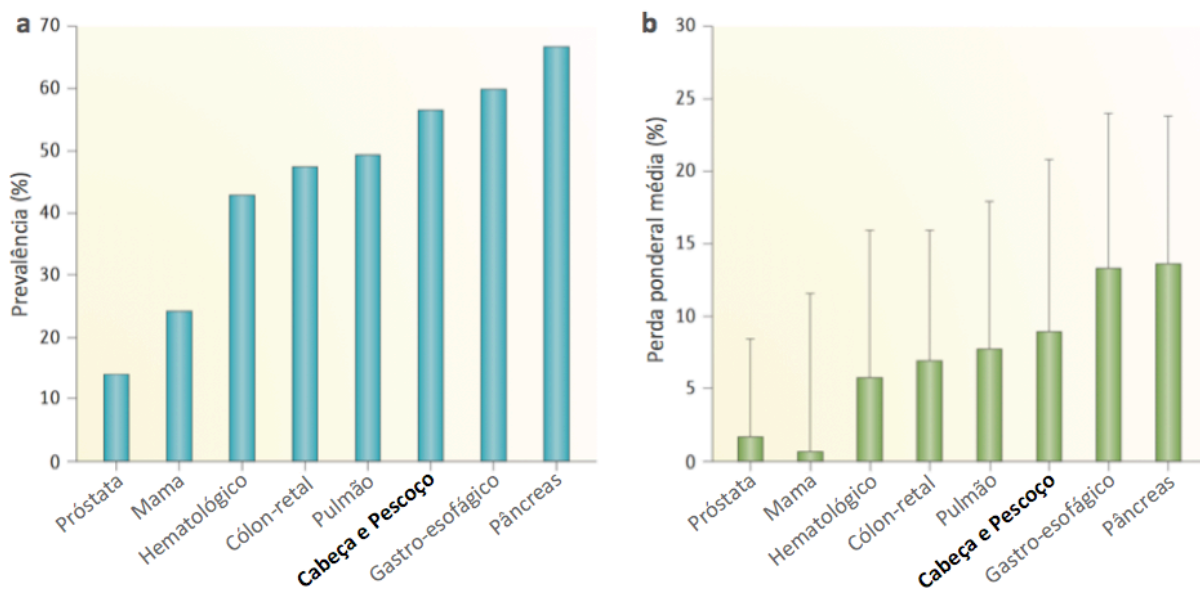 a
Prevalência (%)
70
60
50
40
30
20
10
0
Próstata
Mama
Hematológico
Cólon-retal
Pulmão
Cabeça e Pescoço
Gastro-esofágico
Pâncreas
b
Perda ponderal média (%)
30
25
20
15
10
5
0
Próstata
Mama
Hematológico
Cólon-retal
Pulmão
Cabeça e Pescoço
Gastro-esofágico
Pâncreas